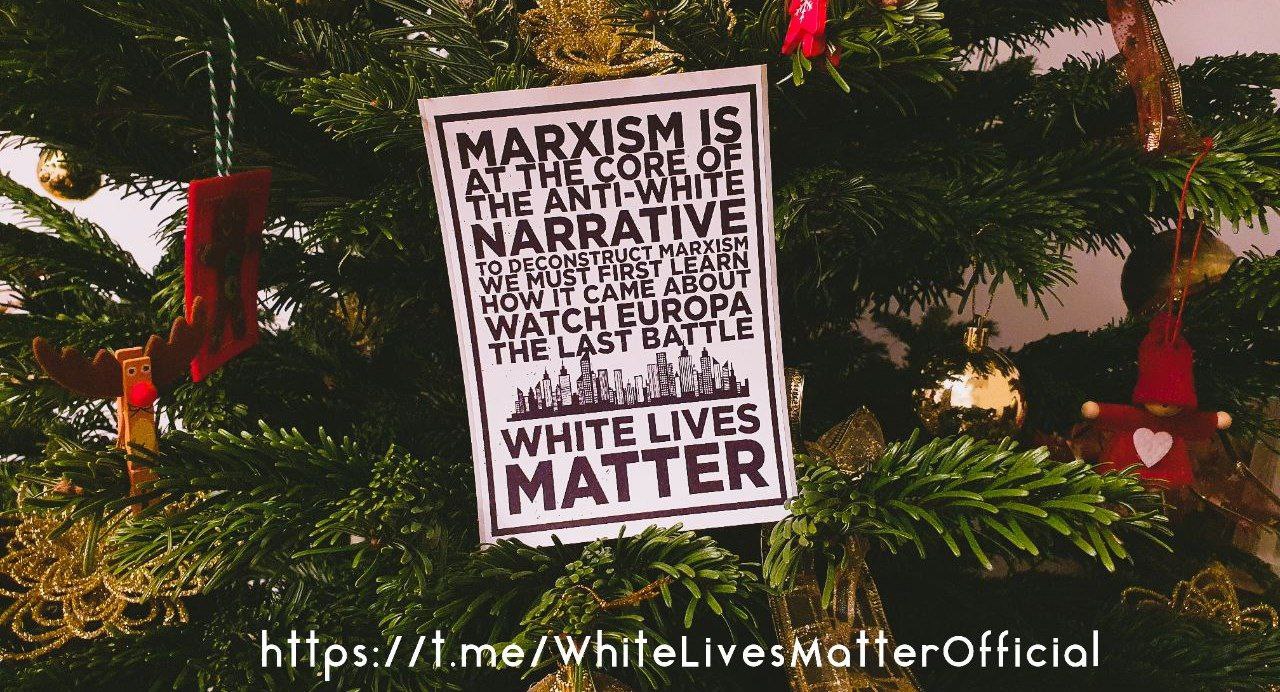 MARXISM IS
AT THE CORE OF
THE ANTI-WHITE
NARRATIVE
TO DECONSTRUCT MARXISM
WE MUST FIRST LEARN
HOW IT CAME ABOUT
WATCH EUROPA
THE LAST BATTLE
WHITE LIVES
MATTER
https://t.me/WhiteLivesMatterOfficial